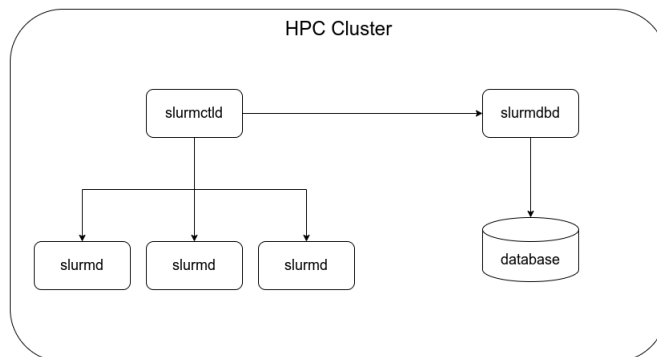 HPC Cluster
slurmctld
slurmdbd
slurmd
slurmd
slurmd
database